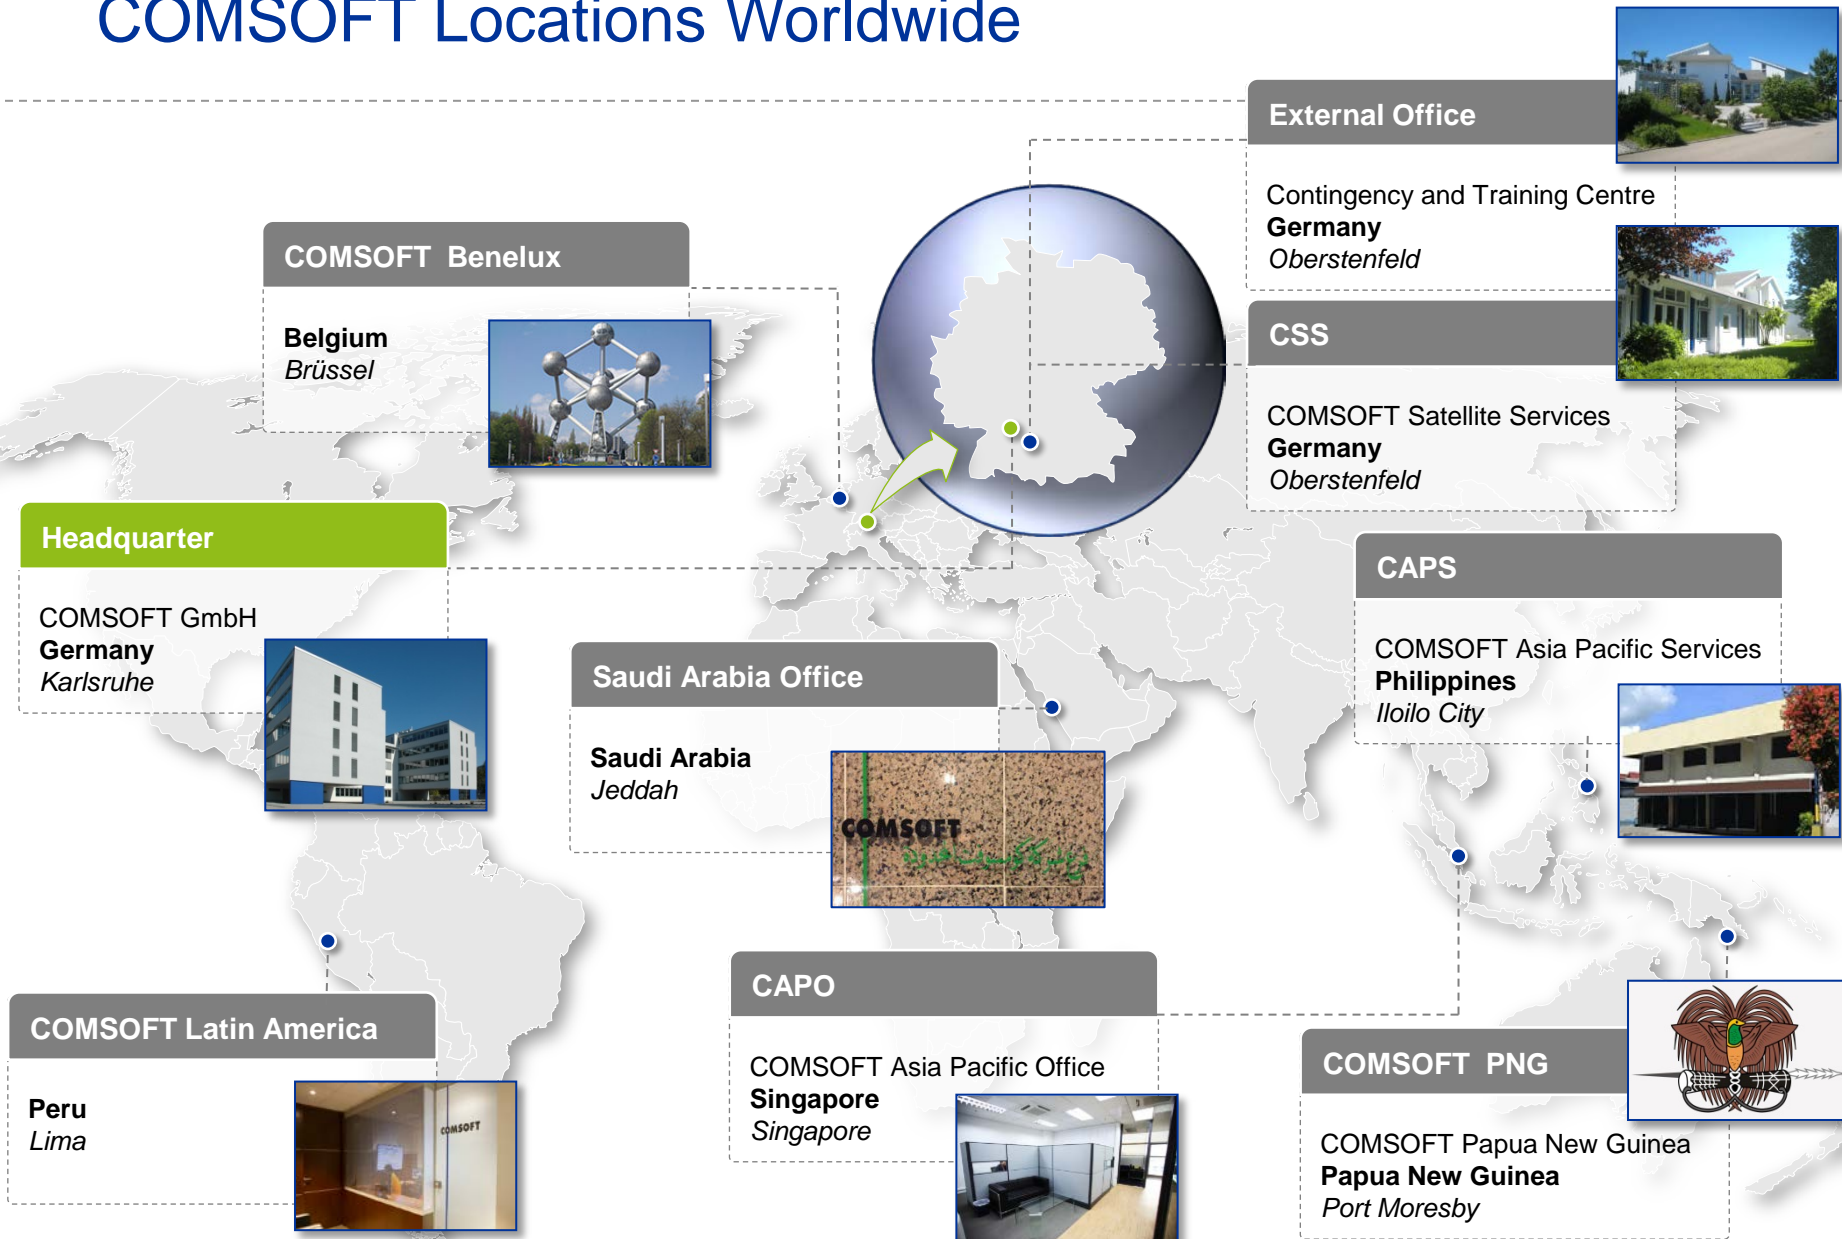 COMSOFT Locations Worldwide
External Office
Contingency and Training Centre
Germany
Oberstenfeld
COMSOFT Benelux
Belgium
Brüssel
CSS
COMSOFT Satellite Services
Germany
Oberstenfeld
Headquarter
COMSOFT GmbH
Germany
Karlsruhe
CAPS
COMSOFT Asia Pacific Services
Philippines
Iloilo City
Saudi Arabia Office
Saudi Arabia
Jeddah
COMSOFT
CAPO
COMSOFT Asia Pacific Office
Singapore
Singapore
COMSOFT Latin America
Peru
Lima
COMSOFT
COMSOFT PNG
COMSOFT Papua New Guinea
Papua New Guinea
Port Moresby